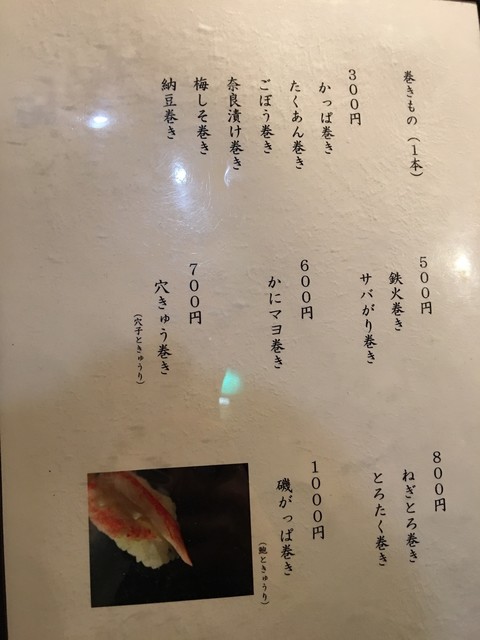 巻きもの（１本）
３００円
かっぱ巻き
たくあん巻き
ごぼう巻き
奈良漬け巻き
梅しそ巻き
納豆巻き
５００円
鉄火巻き
サバがり巻き
６００円
かにマヨ巻き
７００円
穴きゅう巻き
（穴子ときゅうり）
８００円
ねぎとろ巻き
とろたく巻き
１０００円
磯がっぱ巻き
（鮑ときゅうり）